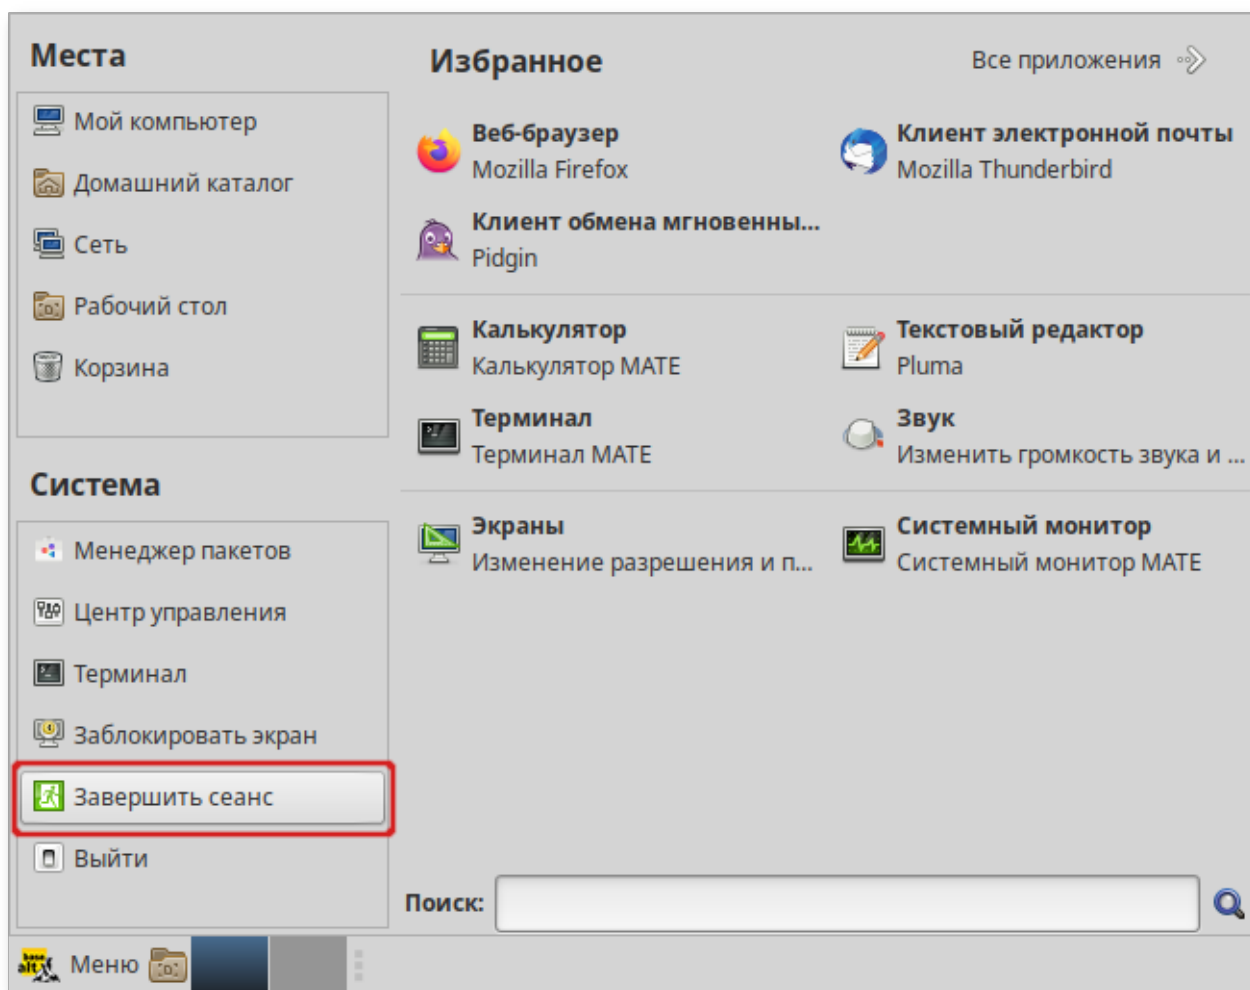 Места
Мой компьютер
Домашний каталог
Сеть
Рабочий стол
Корзина
Система
Менеджер пакетов
Центр управления
Терминал
Заблокировать экран
Завершить сеанс
Выйти
Избранное
Все приложения
Веб-браузер
Mozilla Firefox
Клиент электронной почты
Mozilla Thunderbird
Клиент обмена мгновенны...
Pidgin
Калькулятор
Калькулятор MATE
Текстовый редактор
Pluma
Терминал
Терминал MATE
Звук
Изменить громкость звука и ...
Экраны
Изменение разрешения и п...
Системный монитор
Системный монитор MATE
Поиск:
base
alt
Меню